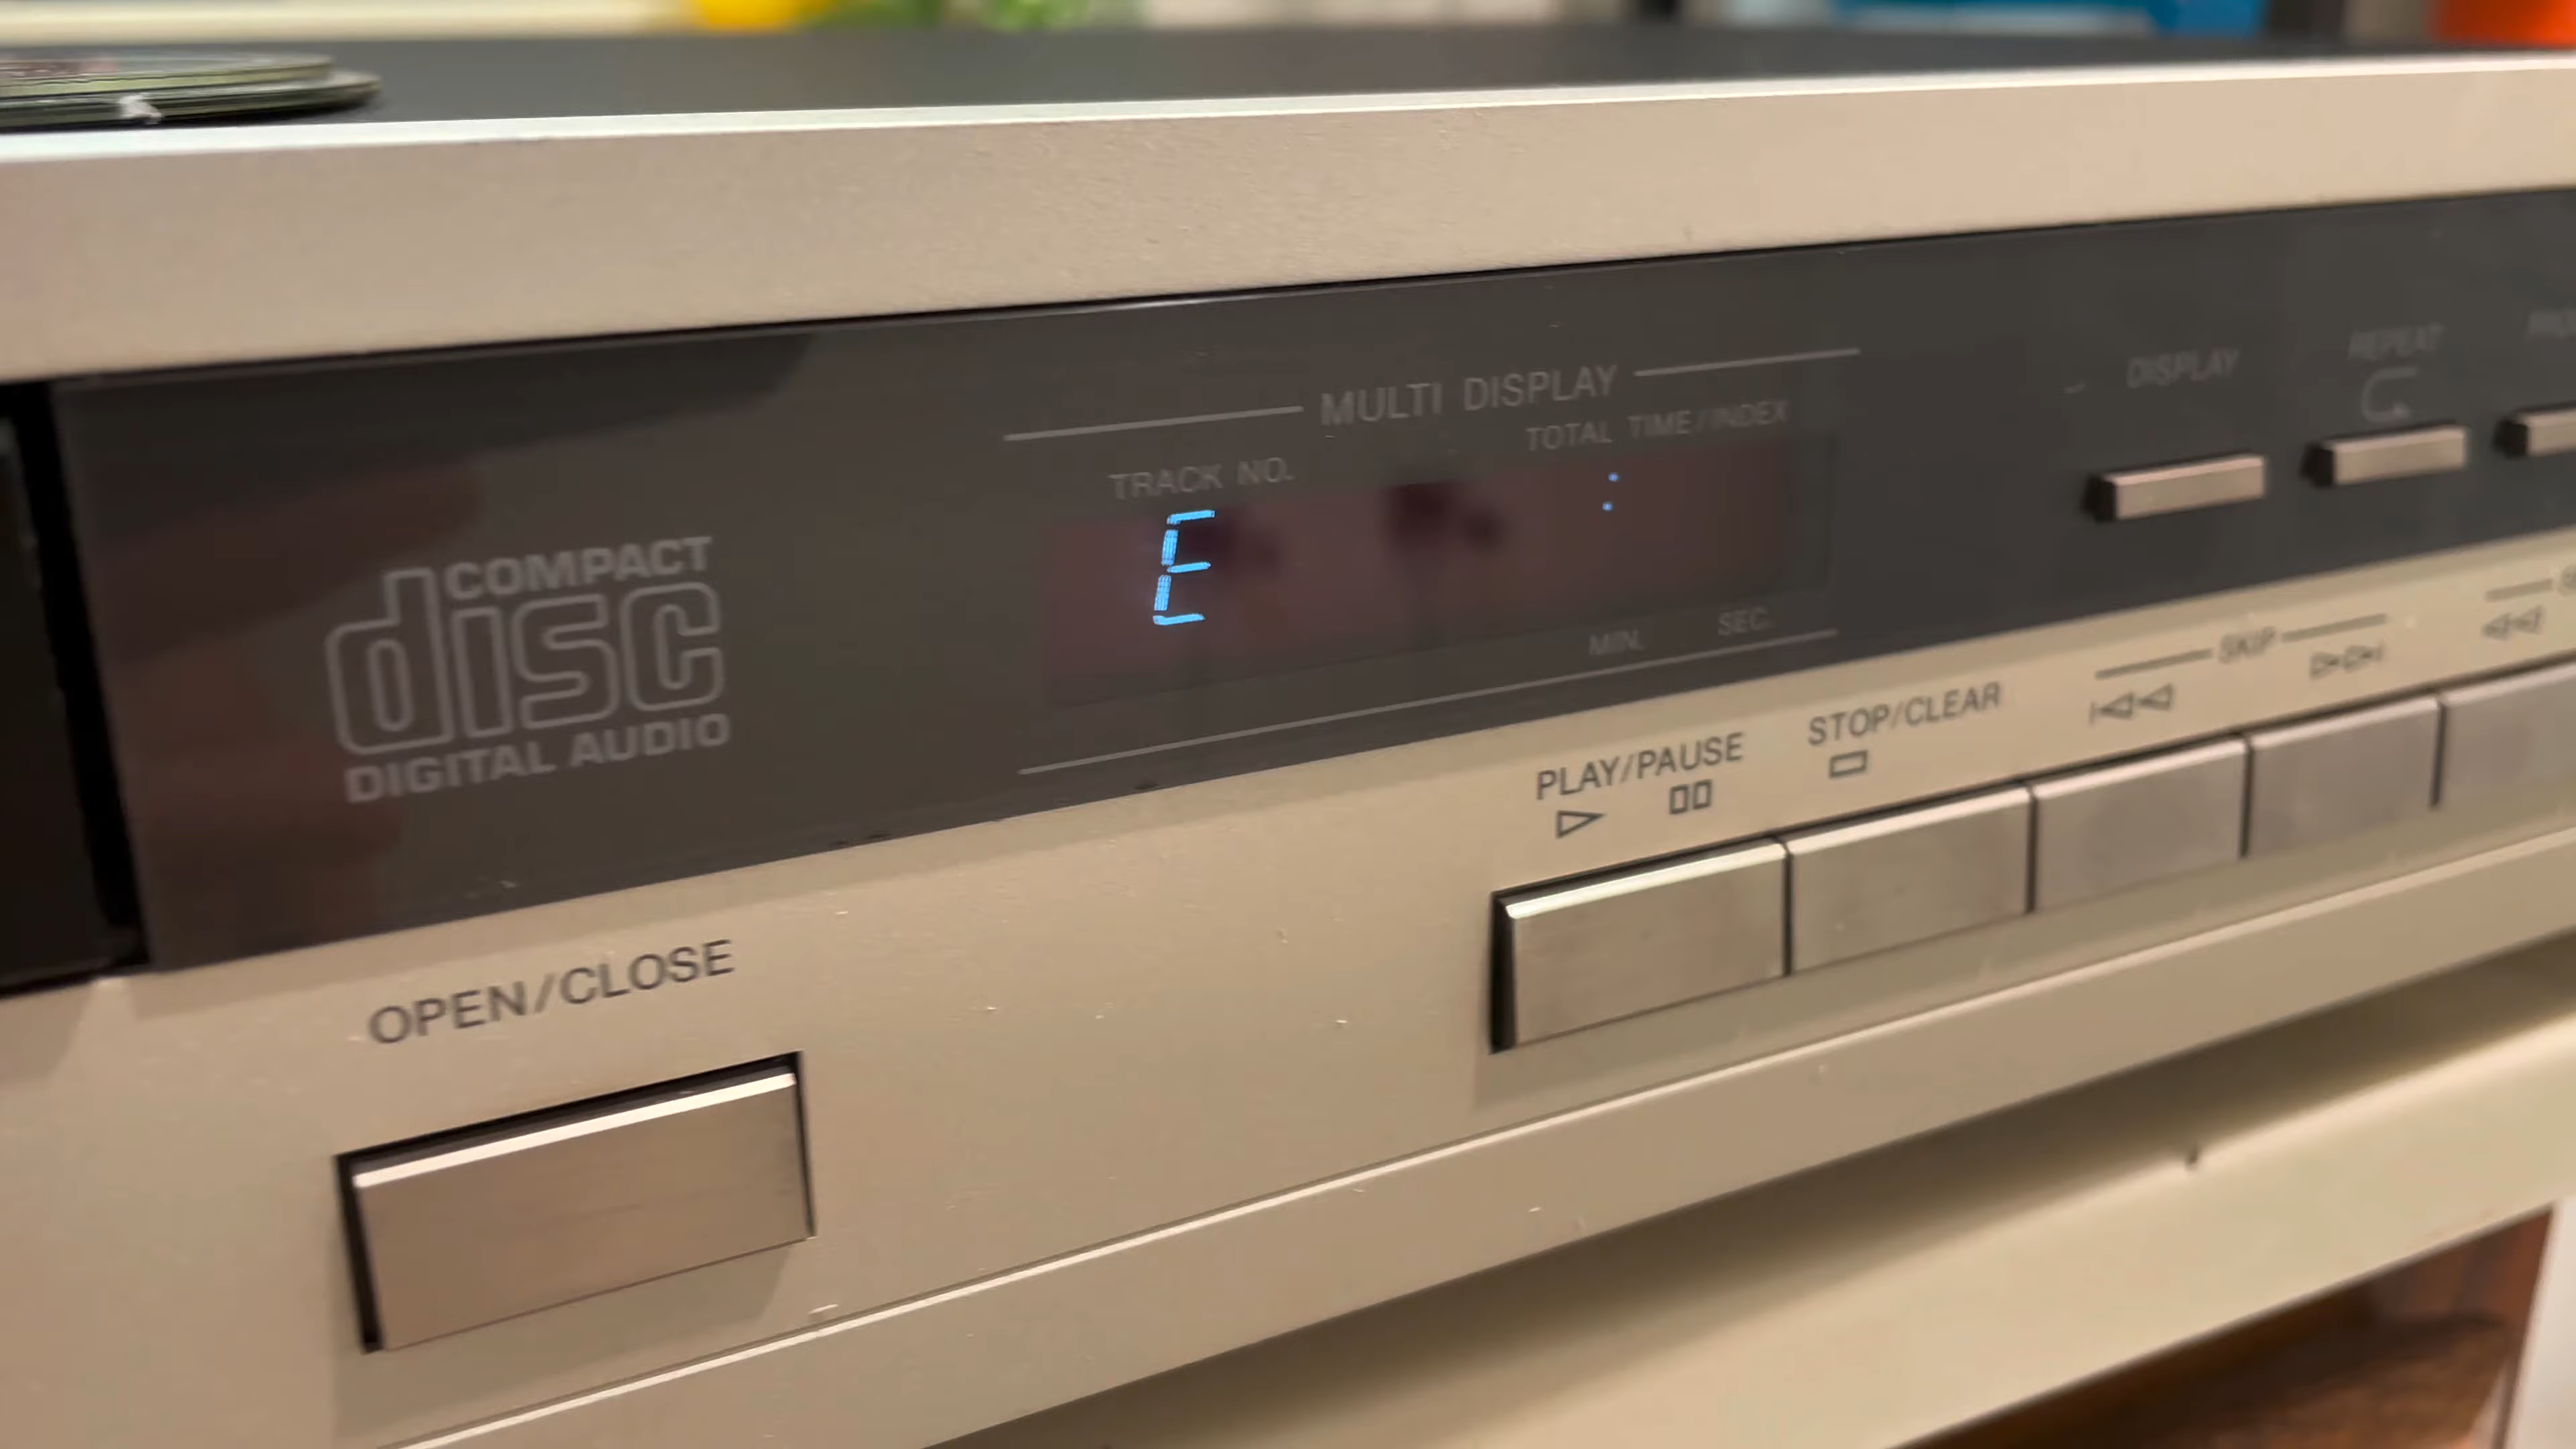 MULTI DISPLAY
TRACK NO.
TOTAL TIME/INDEX
E :
MIN. SEC.
DISPLAY
REPEAT
COMPACT
disc
DIGITAL AUDIO
SKIP
PLAY/PAUSE
STOP/CLEAR
OPEN/CLOSE